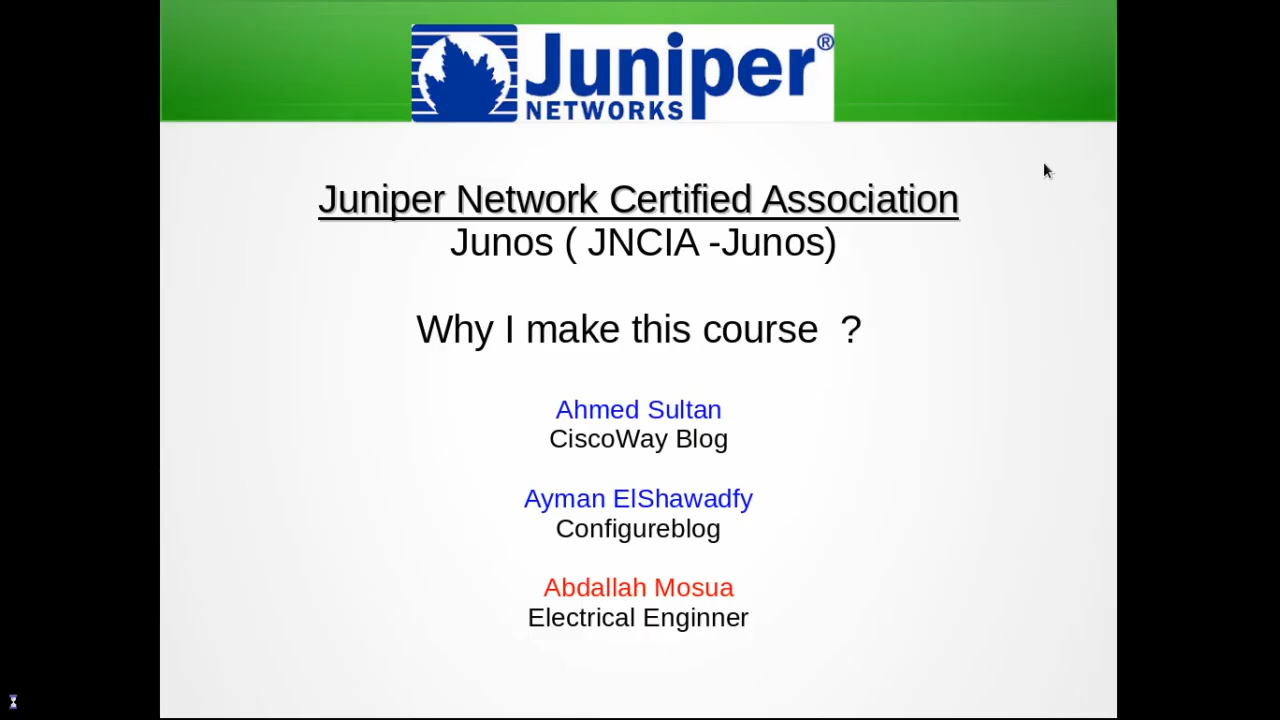 Juniper®
NETWORKS
Juniper Network Certified Association
Junos ( JNCIA -Junos)
Why I make this course ?
Ahmed Sultan
CiscoWay Blog
Ayman ElShawadfy
Configureblog
Abdallah Mosua
Electrical Enginner